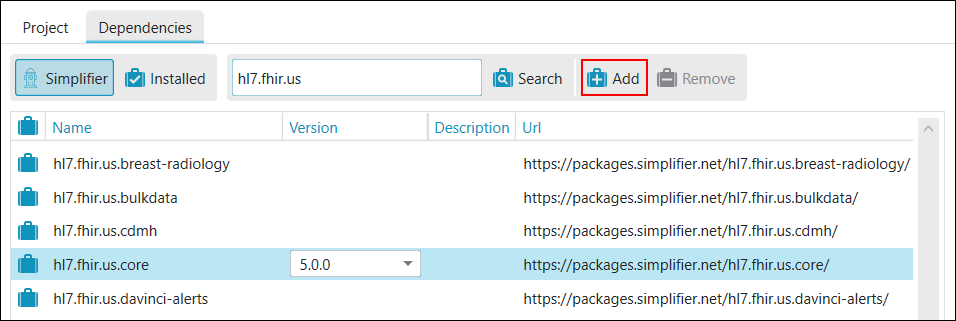 Project Dependencies
Simplifier Installed hl7.fhir.us Search Add Remove
Name Version Description Url
hl7.fhir.us.breast-radiology https://packages.simplifier.net/hl7.fhir.us.breast-radiology/
hl7.fhir.us.bulkdata https://packages.simplifier.net/hl7.fhir.us.bulkdata/
hl7.fhir.us.cdmh https://packages.simplifier.net/hl7.fhir.us.cdmh/
hl7.fhir.us.core 5.0.0 https://packages.simplifier.net/hl7.fhir.us.core/
hl7.fhir.us.davinci-alerts https://packages.simplifier.net/hl7.fhir.us.davinci-alerts/